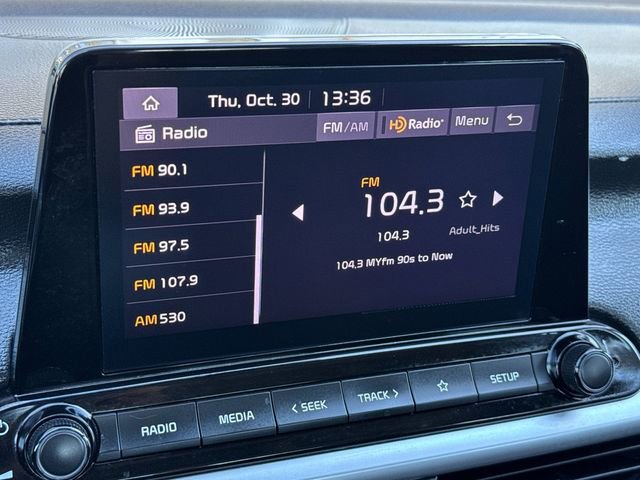 Thu, Oct. 30 13:36
Radio FM/AM HD Radio Menu
FM 90.1
FM 93.9
FM 97.5
FM 107.9
AM 530
FM
104.3
104.3 Adult_Hits
104.3 MYfm 90s to Now
RADIO MEDIA < SEEK TRACK > SETUP